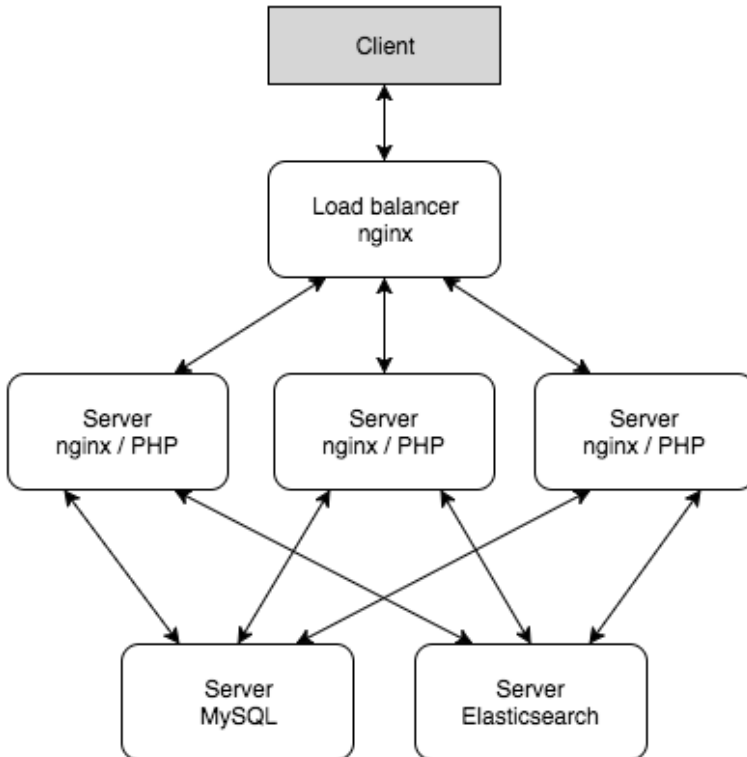 Client
Load balancer
nginx
Server
nginx / PHP
Server
nginx / PHP
Server
nginx / PHP
Server
MySQL
Server
Elasticsearch